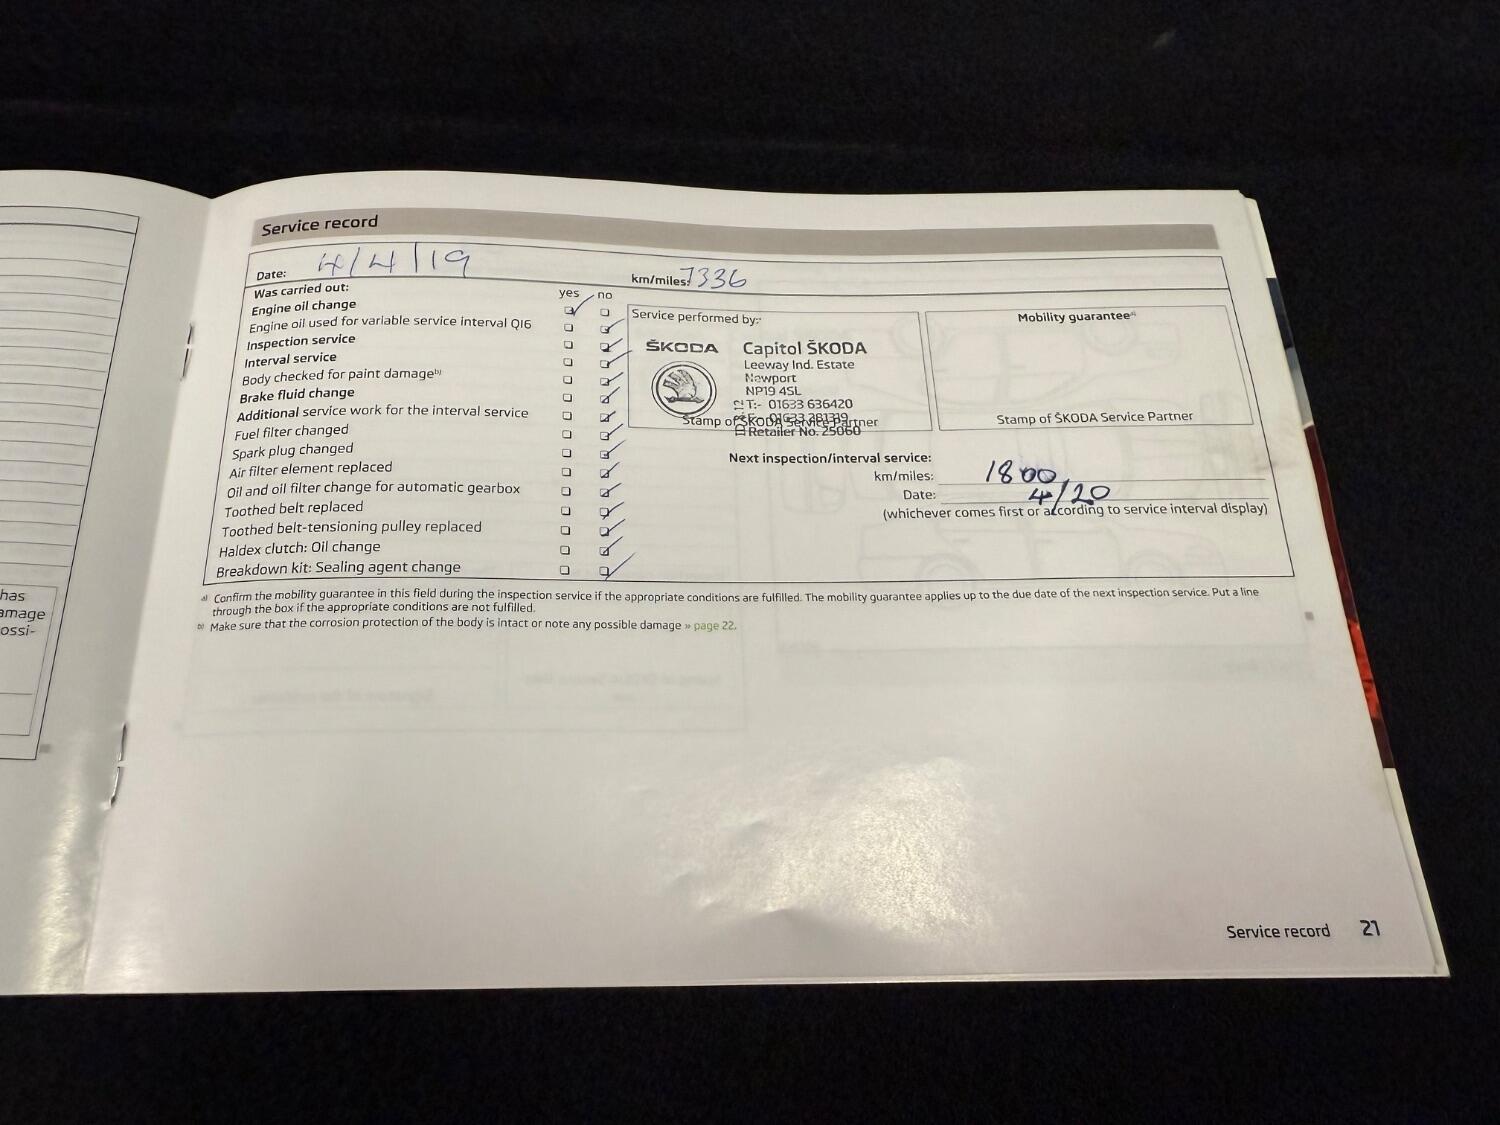 has
amage
ossi-
Service record
Date: 4/4/19
km/miles: 7336
Was carried out:
yes no
Engine oil change
Engine oil used for variable service interval QI6
Inspection service
Interval service
Body checked for paint damage b)
Brake fluid change
Additional service work for the interval service
Fuel filter changed
Spark plug changed
Air filter element replaced
Oil and oil filter change for automatic gearbox
Toothed belt replaced
Toothed belt-tensioning pulley replaced
Haldex clutch: Oil change
Breakdown kit: Sealing agent change
Service performed by:
ŠKODA
Capitol ŠKODA
Leeway Ind. Estate
Newport
NP19 4SL
T:- 01633 636420
F:- 01633 281319
Retailer No. 25060
Stamp of ŠKODA Service Partner
Mobility guarantee a)
Stamp of ŠKODA Service Partner
Next inspection/interval service:
km/miles: 1800
Date: 4/20
(whichever comes first or according to service interval display)
a) Confirm the mobility guarantee in this field during the inspection service if the appropriate conditions are fulfilled. The mobility guarantee applies up to the due date of the next inspection service. Put a line
through the box if the appropriate conditions are not fulfilled.
b) Make sure that the corrosion protection of the body is intact or note any possible damage » page 22.
Service record 21